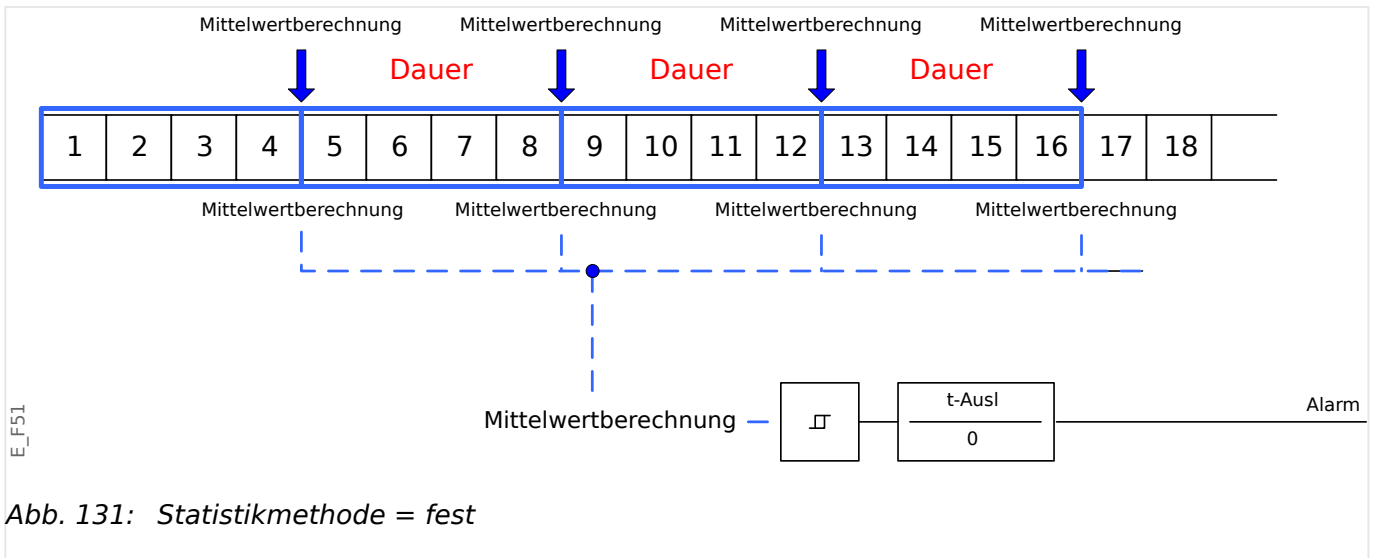 Mittelwertberechnung Mittelwertberechnung Mittelwertberechnung Mittelwertberechnung
Dauer Dauer Dauer
1 2 3 4 5 6 7 8 9 10 11 12 13 14 15 16 17 18
Mittelwertberechnung Mittelwertberechnung Mittelwertberechnung Mittelwertberechnung
Mittelwertberechnung
t-Ausl
0
Alarm
E_F51
Abb. 131: Statistikmethode = fest